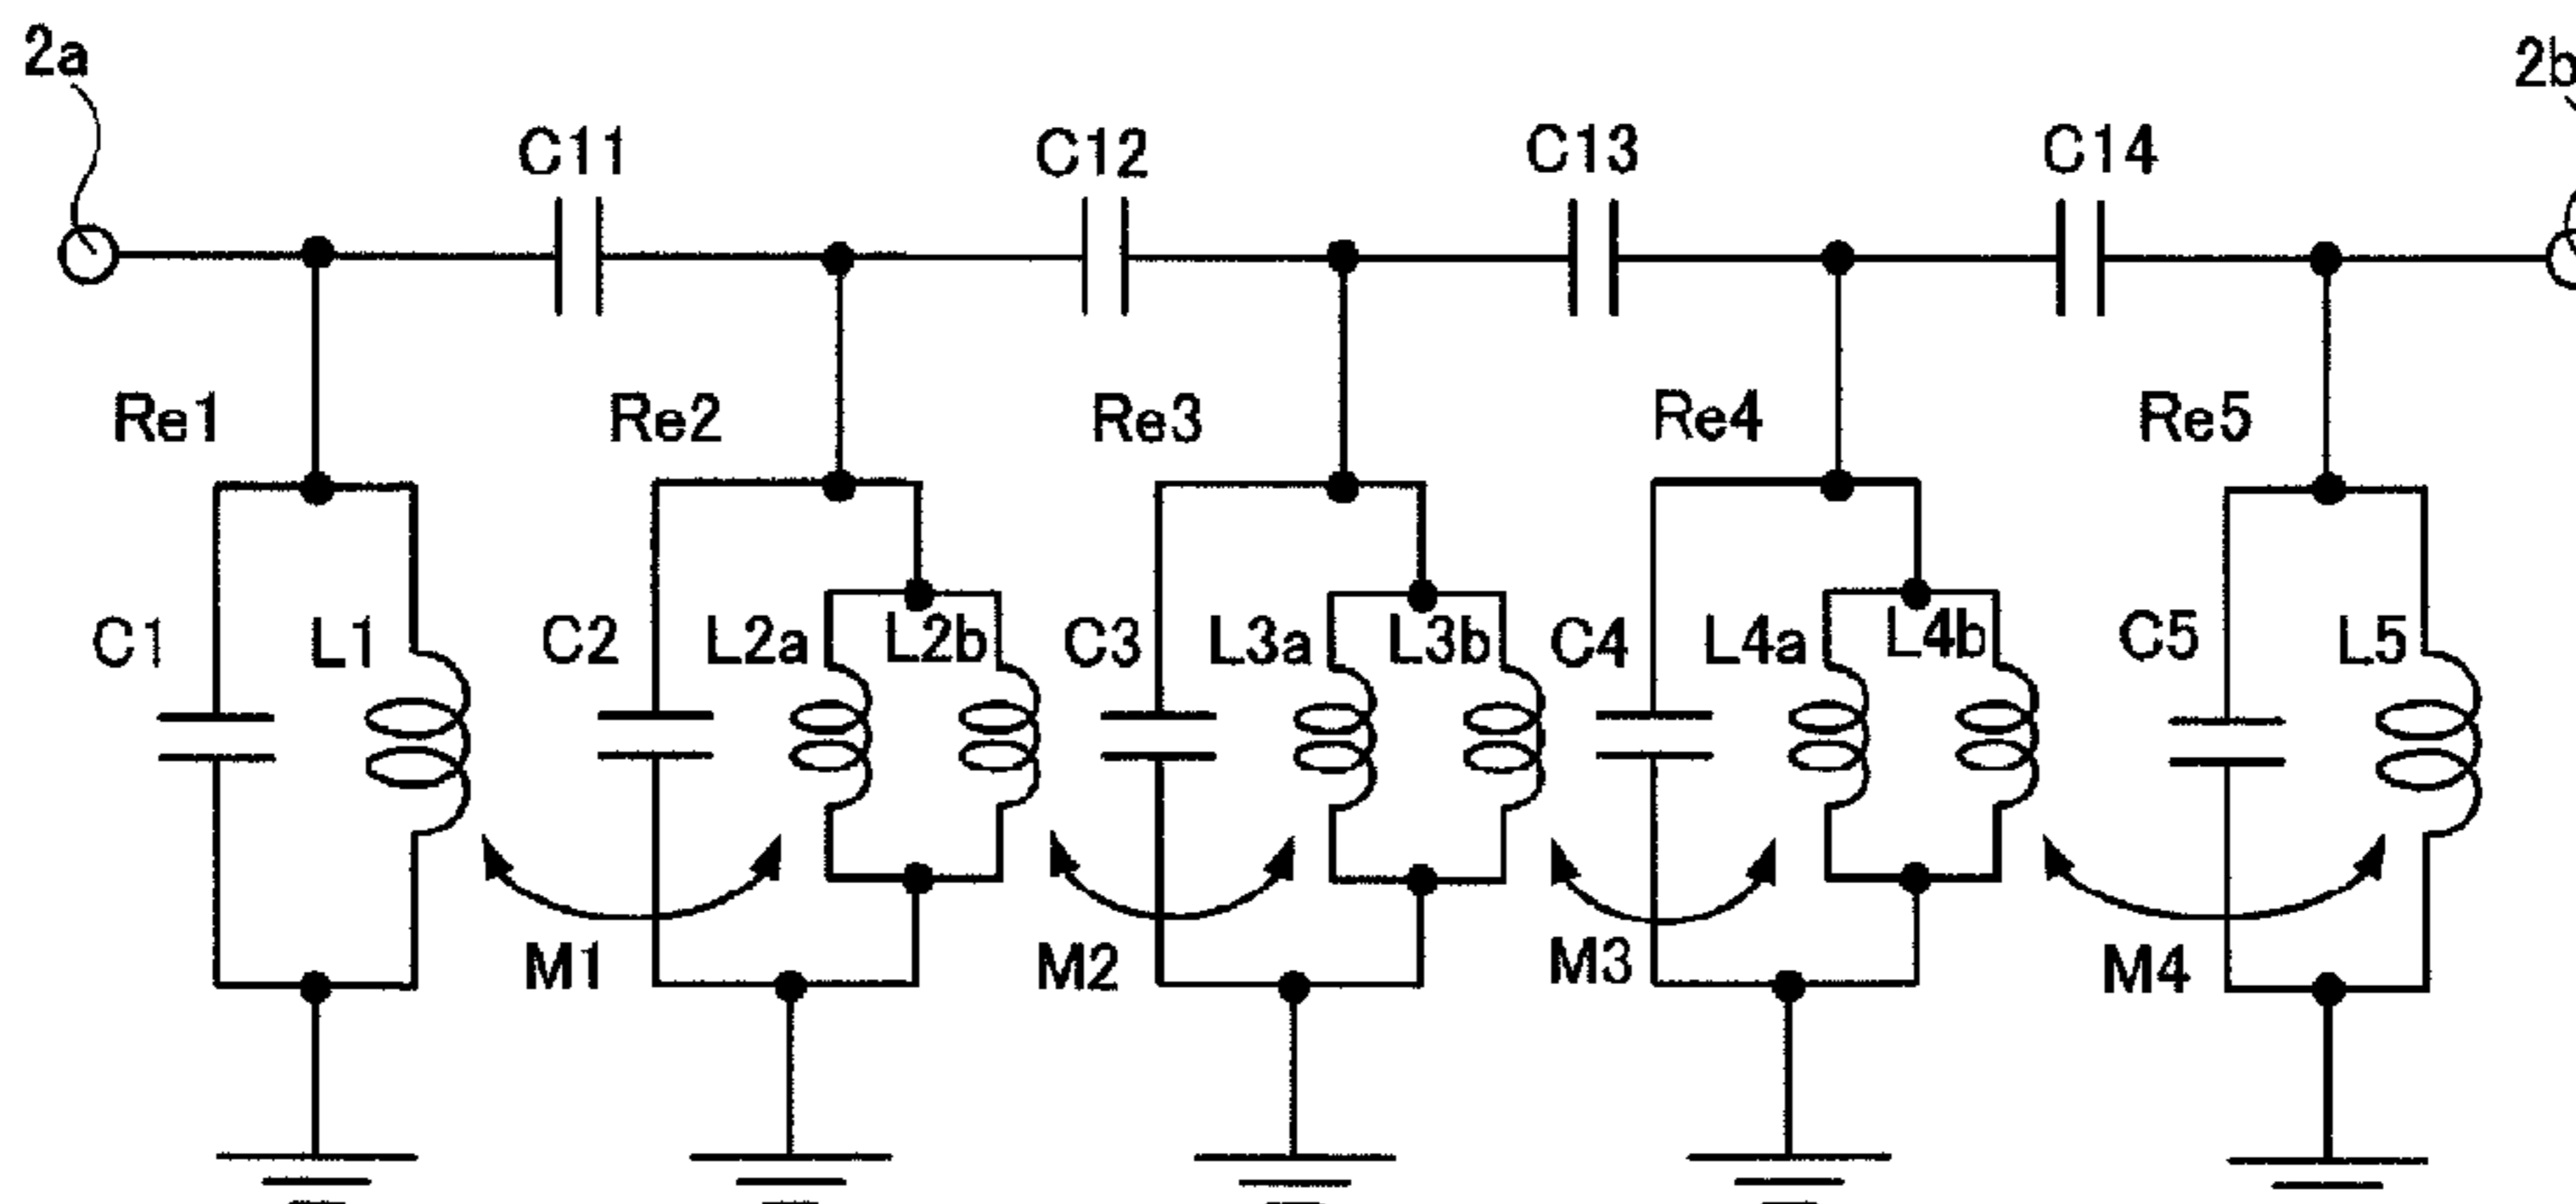 2a 2b
C11 C12 C13 C14
Re1 Re2 Re3 Re4 Re5
C1 L1 C2 L2a L2b C3 L3a L3b C4 L4a L4b C5 L5
M1 M2 M3 M4